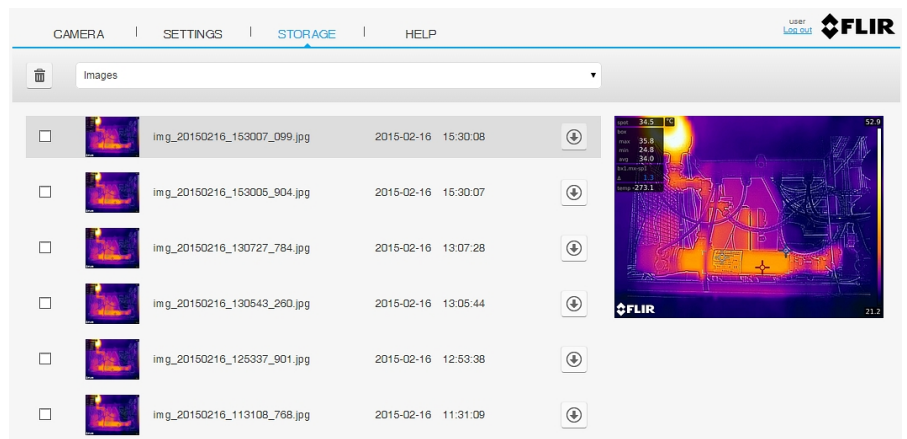 CAMERA | SETTINGS | STORAGE | HELP
user
Log out
FLIR
Images
img_20150216_153007_099.jpg 2015-02-16 15:30:08
img_20150216_153005_904.jpg 2015-02-16 15:30:07
img_20150216_130727_784.jpg 2015-02-16 13:07:28
img_20150216_130543_260.jpg 2015-02-16 13:05:44
img_20150216_125337_901.jpg 2015-02-16 12:53:38
img_20150216_113108_768.jpg 2015-02-16 11:31:09
spot 34.5 °C
52.9
box
max 35.8
min 24.8
avg 34.0
Δ 1.3
temp -273.1
FLIR
21.2